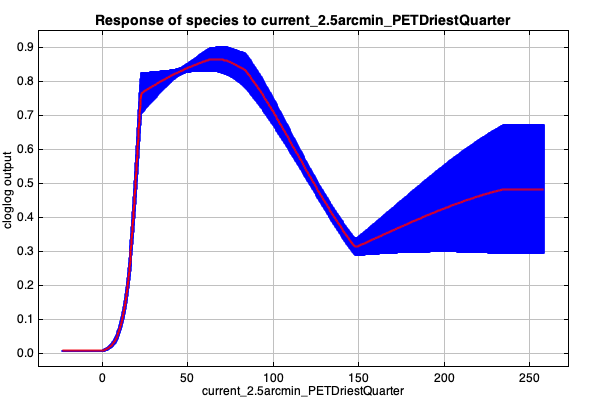 Response of species to current_2.5arcmin_PETDriestQuarter
0.9
0.8
0.7
0.6
0.5
0.4
0.3
0.2
0.1
0.0
cloglog output
0 50 100 150 200 250
current_2.5arcmin_PETDriestQuarter